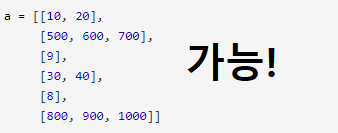 a = [[10, 20],
[500, 600, 700],
[9],
[30, 40],
[8],
[800, 900, 1000]]
가능!